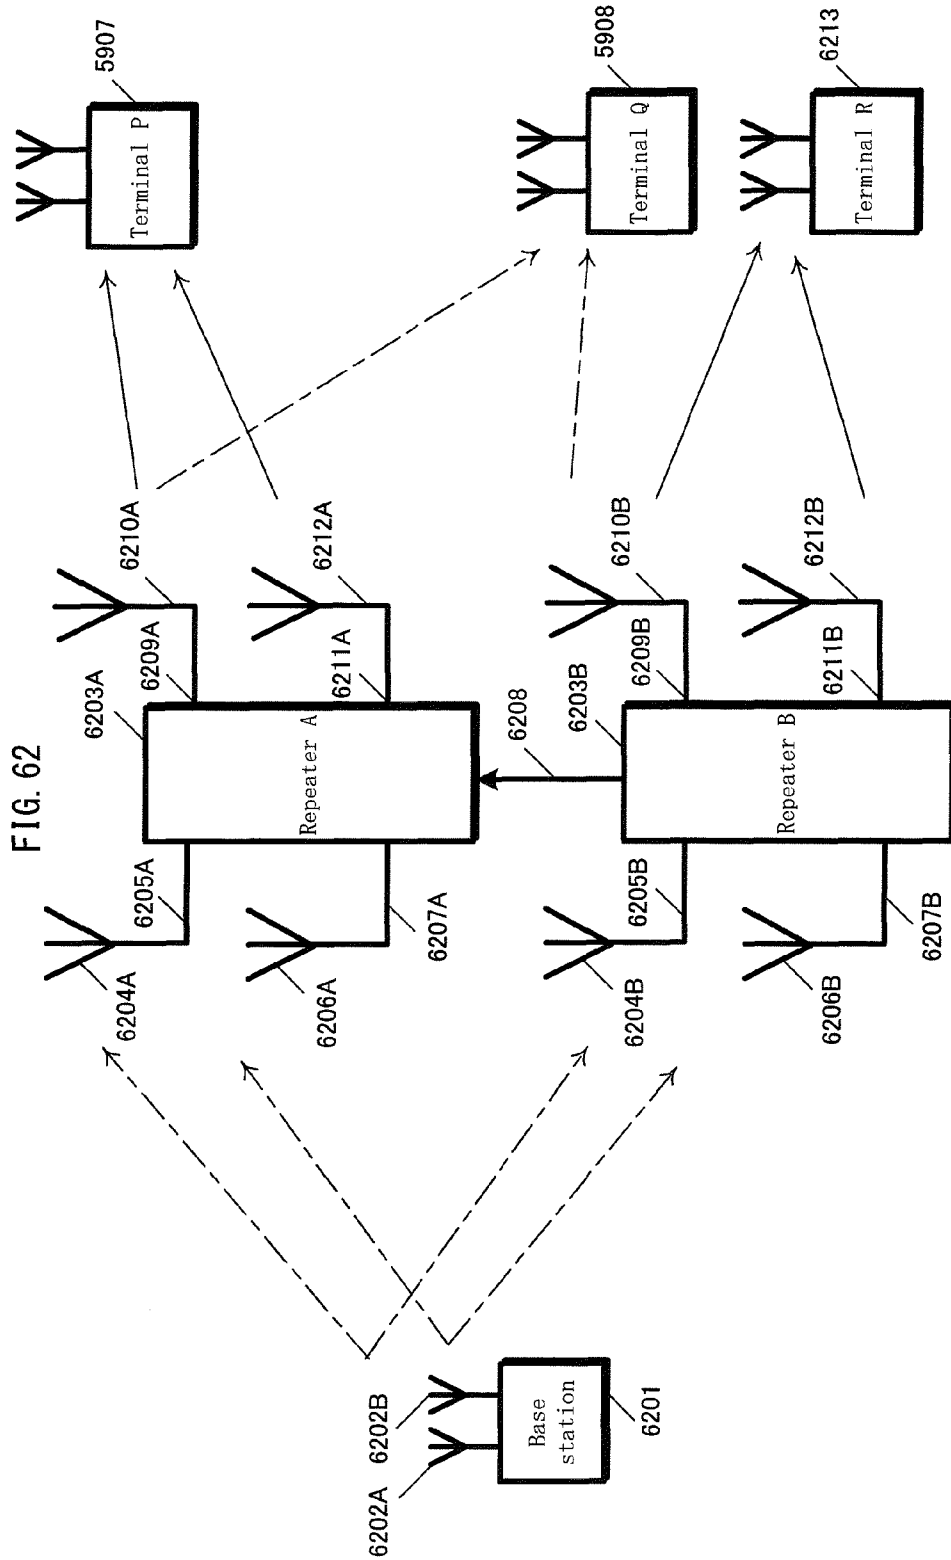 FIG. 62
6204A
6205A
6206A
6207A
6203A
Repeater A
6209A
6210A
6211A
6212A
5907
Terminal P
6202A
6202B
Base
station
6201
6208
5908
Terminal Q
6204B
6205B
6206B
6207B
6203B
Repeater B
6209B
6210B
6211B
6212B
6213
Terminal R